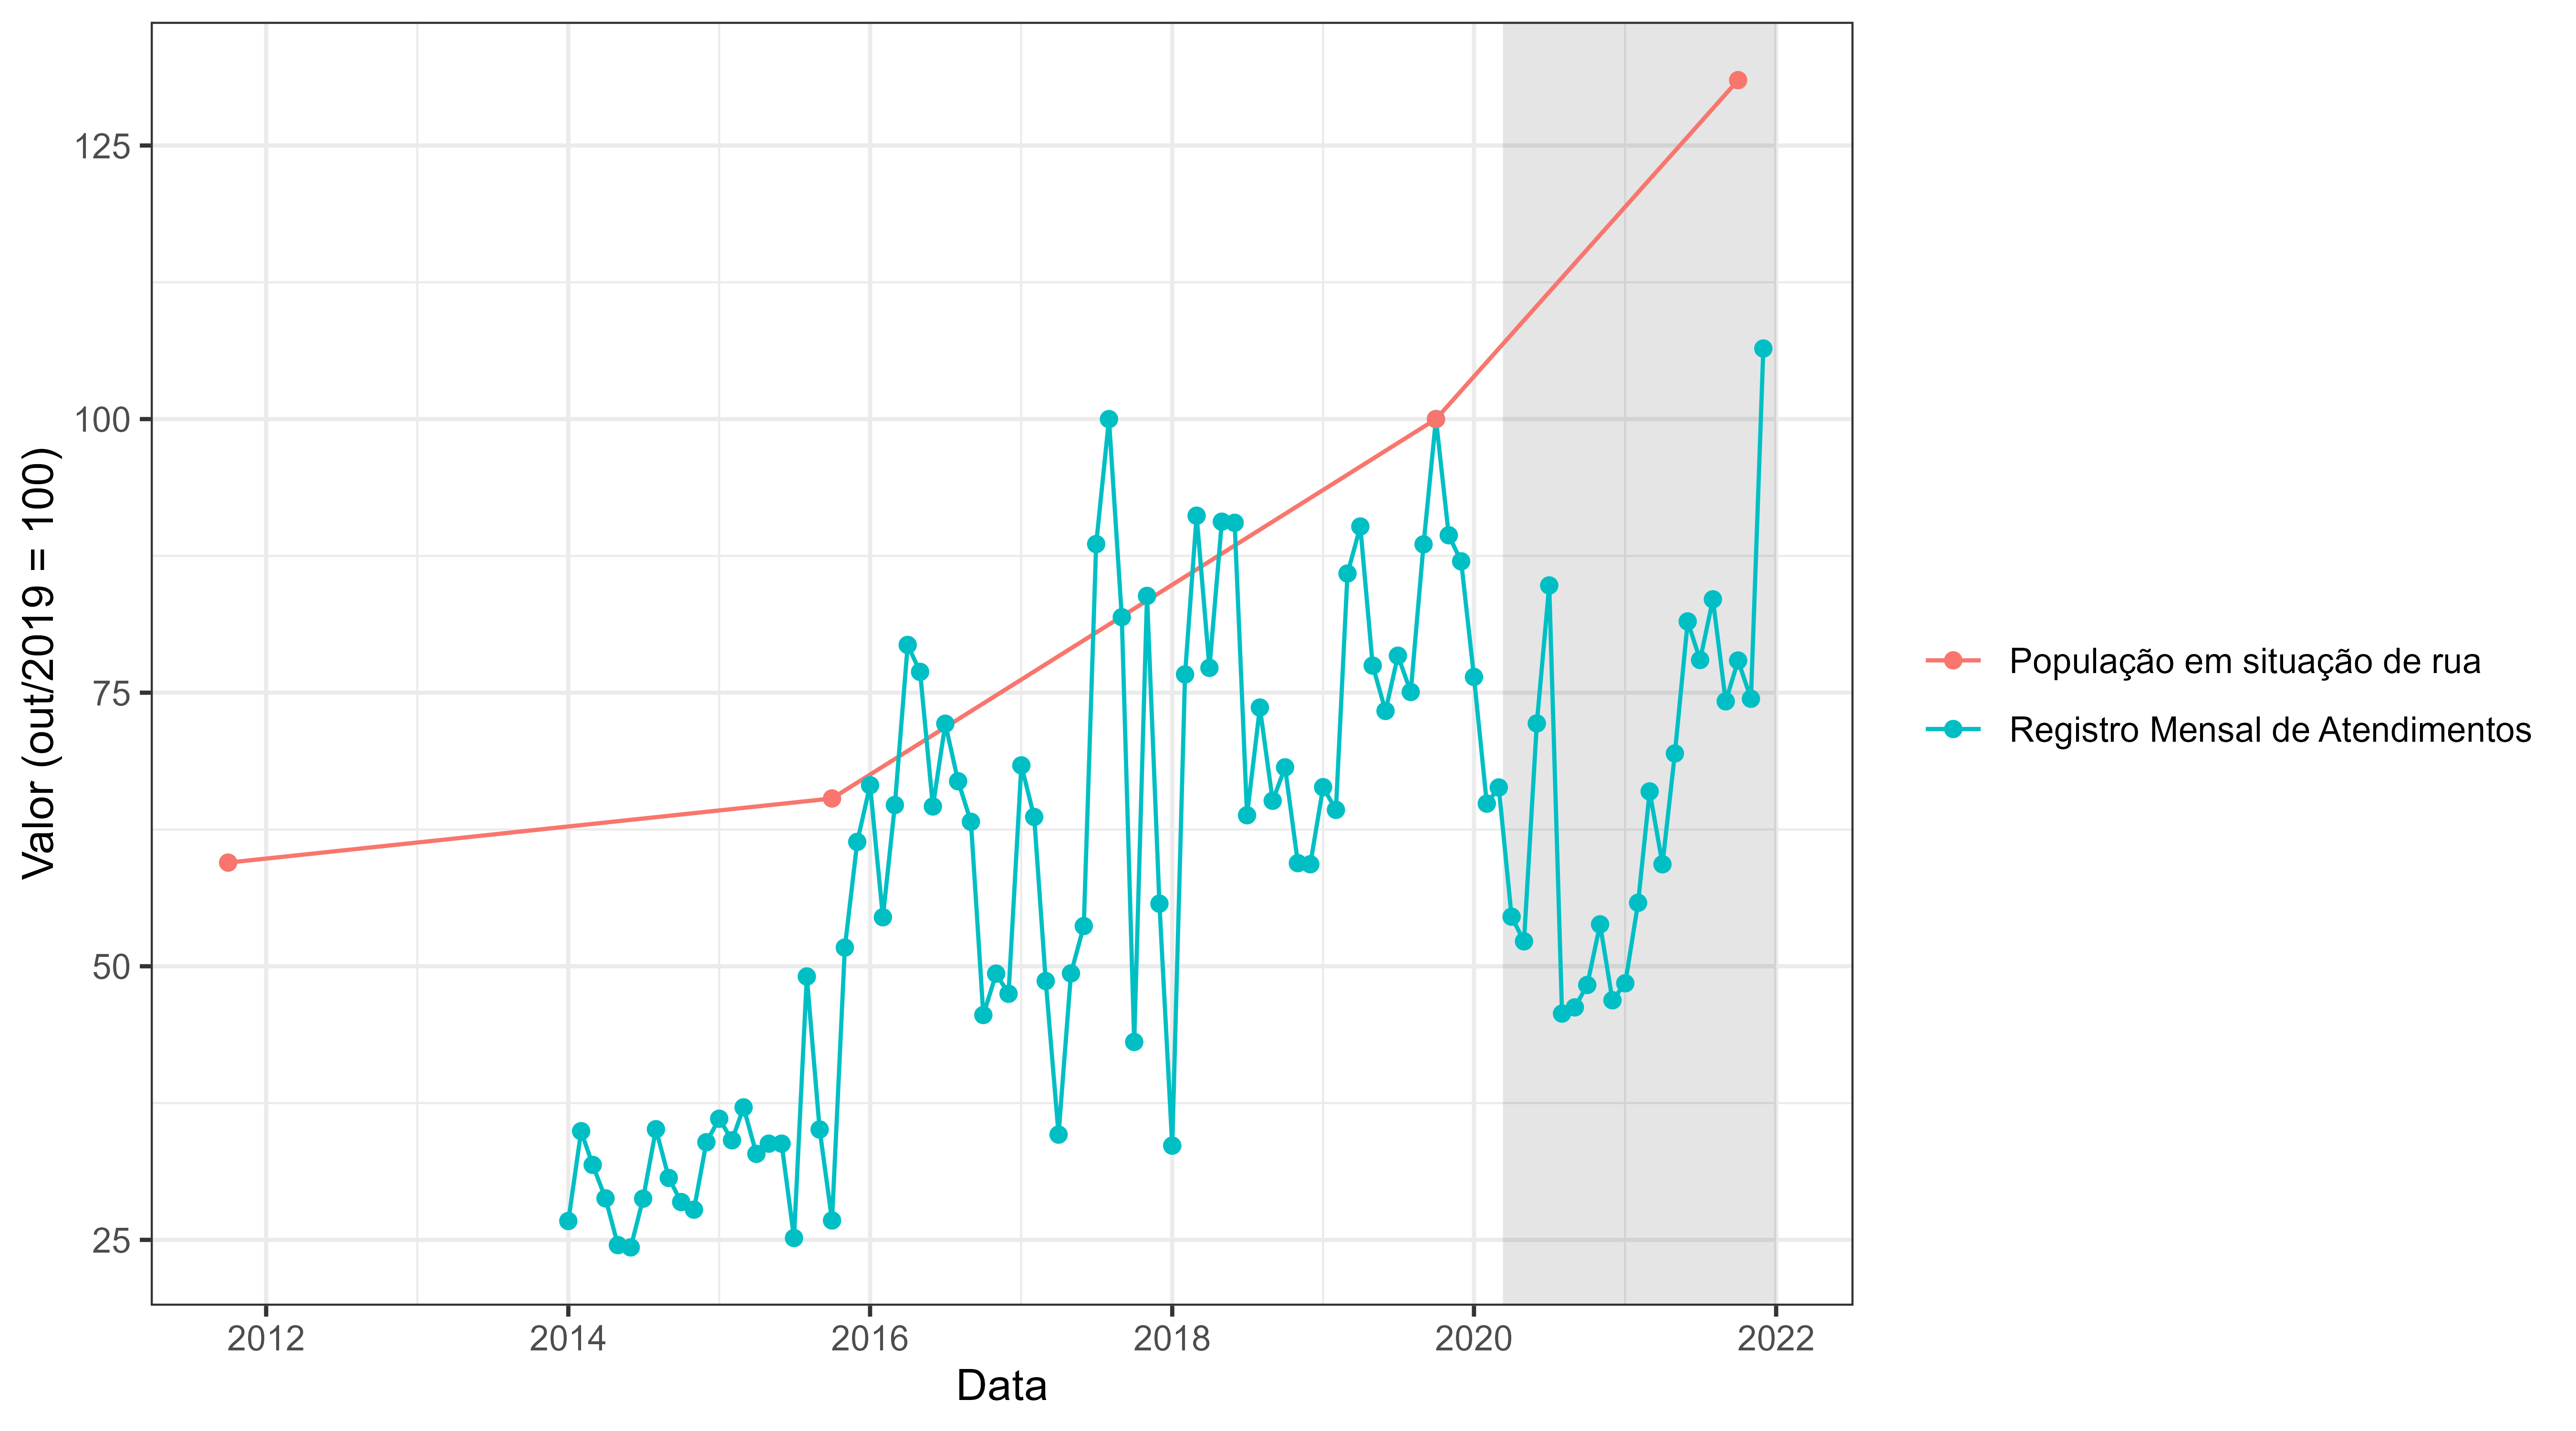 125
100
75
50
25
Valor (out/2019 = 100)
2012 2014 2016 2018 2020 2022
Data
População em situação de rua
Registro Mensal de Atendimentos